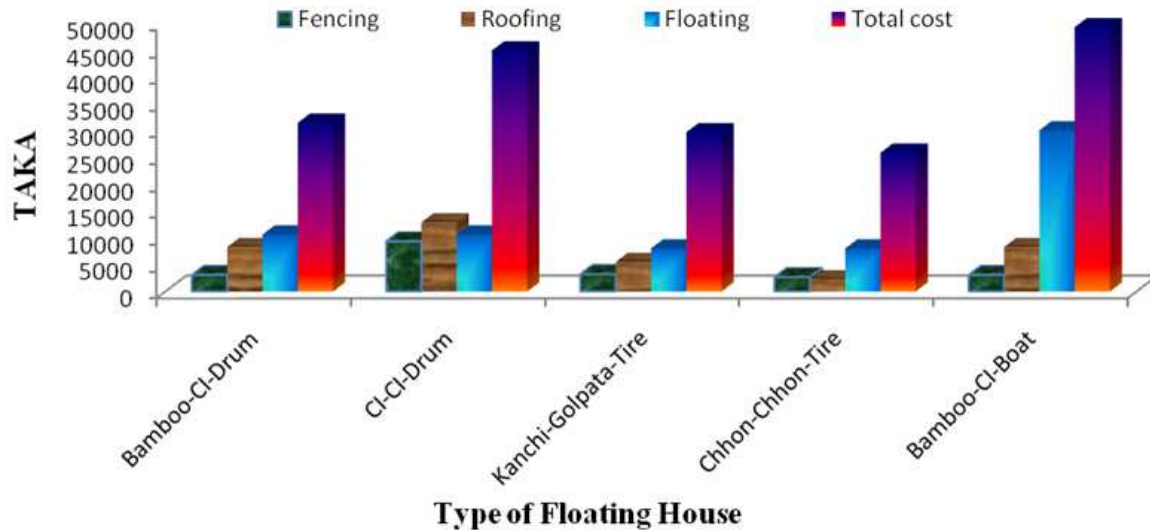 Fencing Roofing Floating Total cost
50000
45000
40000
35000
30000
25000
20000
15000
10000
5000
0
TAKA
Bamboo-CI-Drum
CI-CI-Drum
Kanchi-Golpata-Tire
Chhon-Chhon-Tire
Bamboo-CI-Boat
Type of Floating House